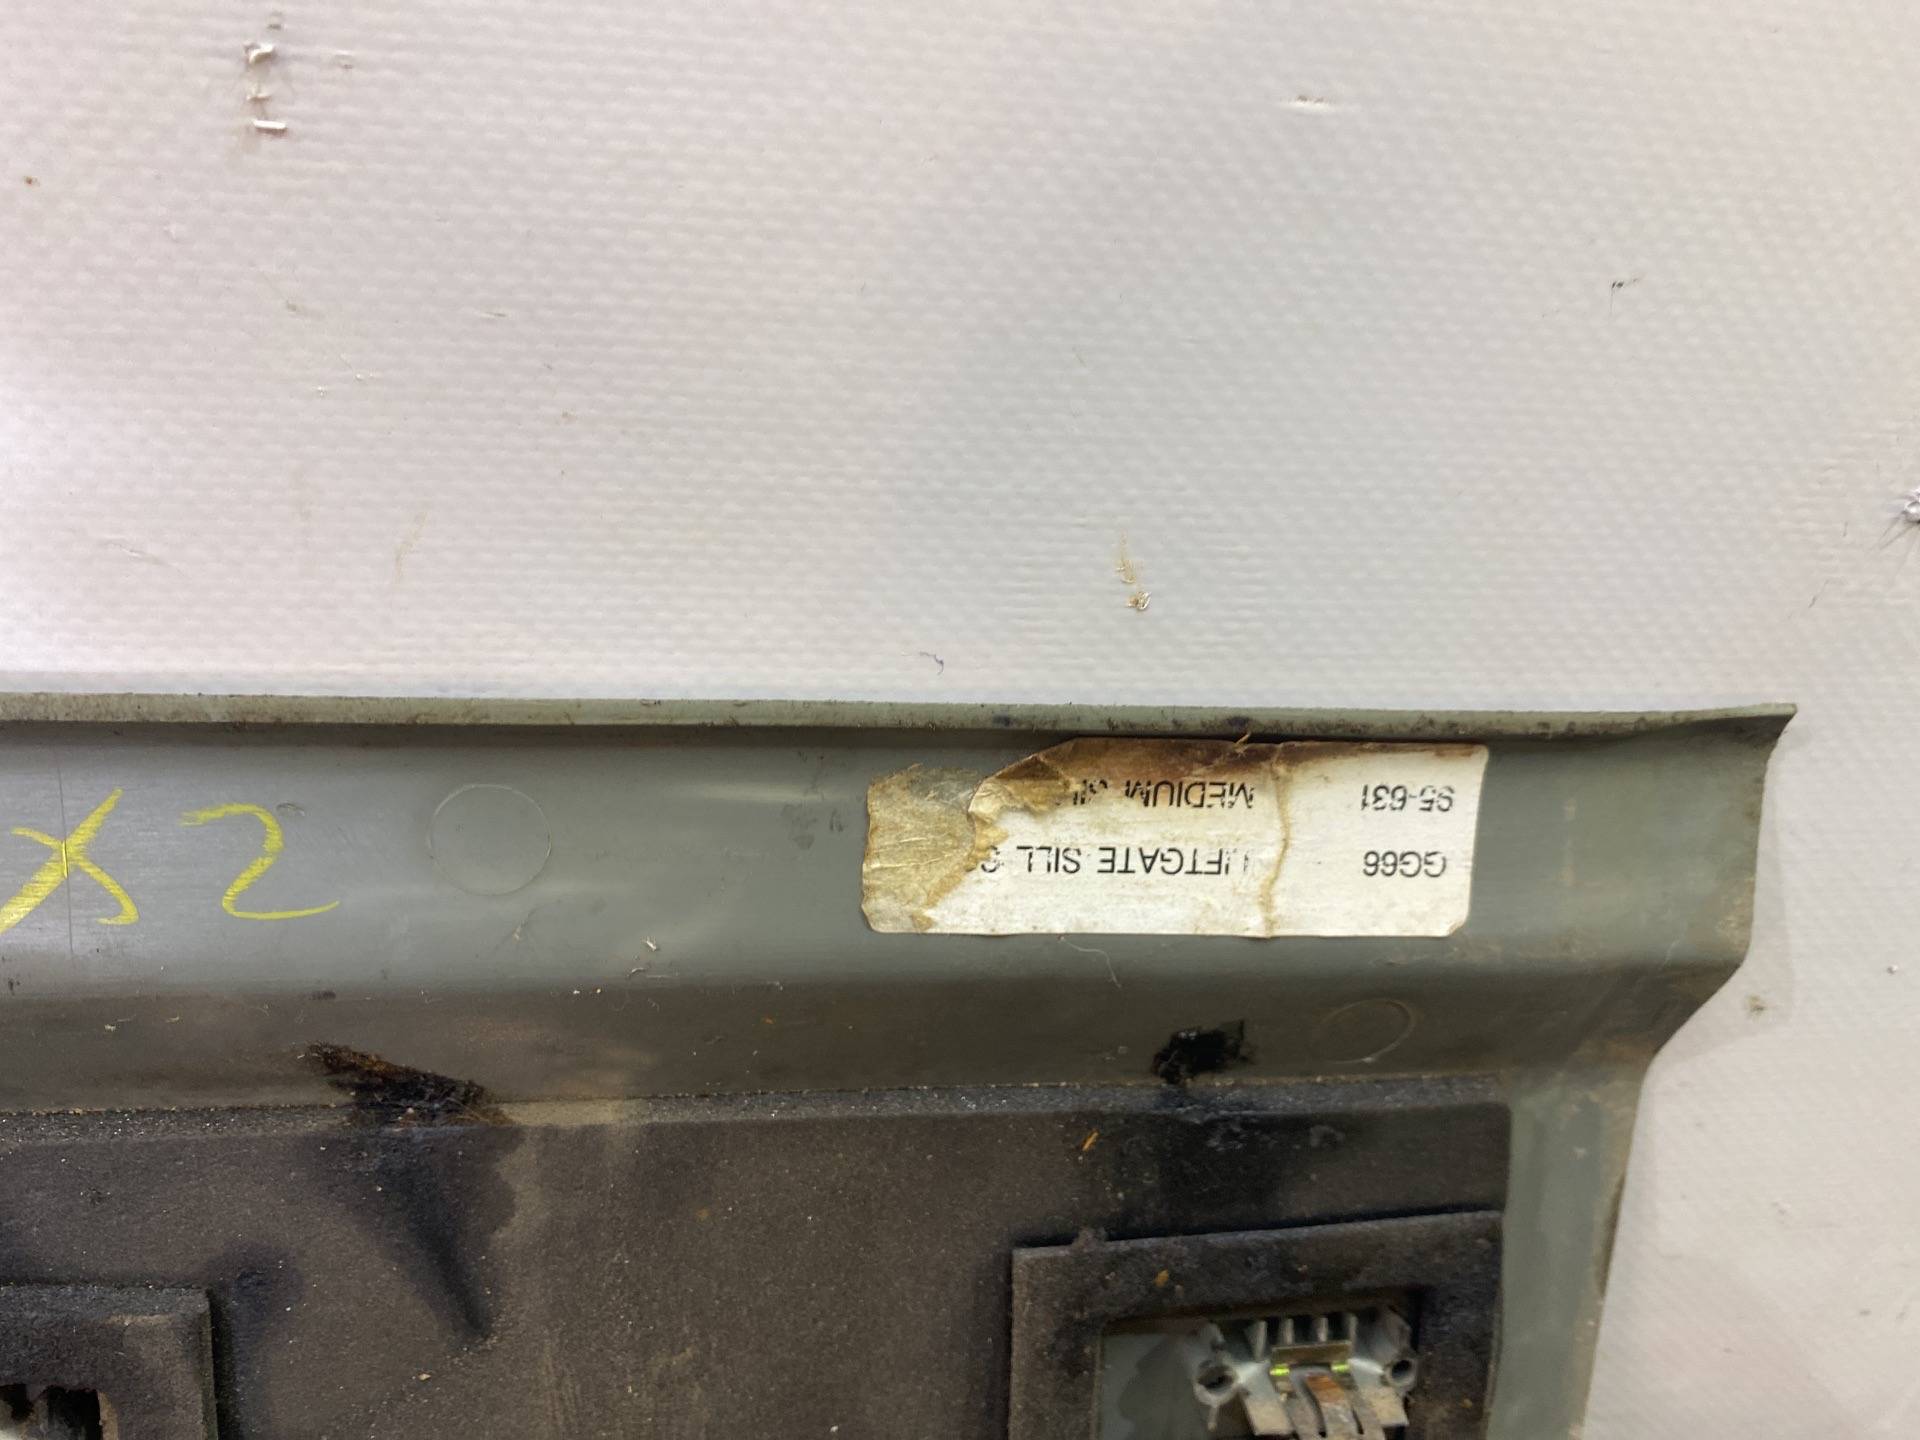 X2
GG66 LIFTGATE SILL
95-631 MEDIUM